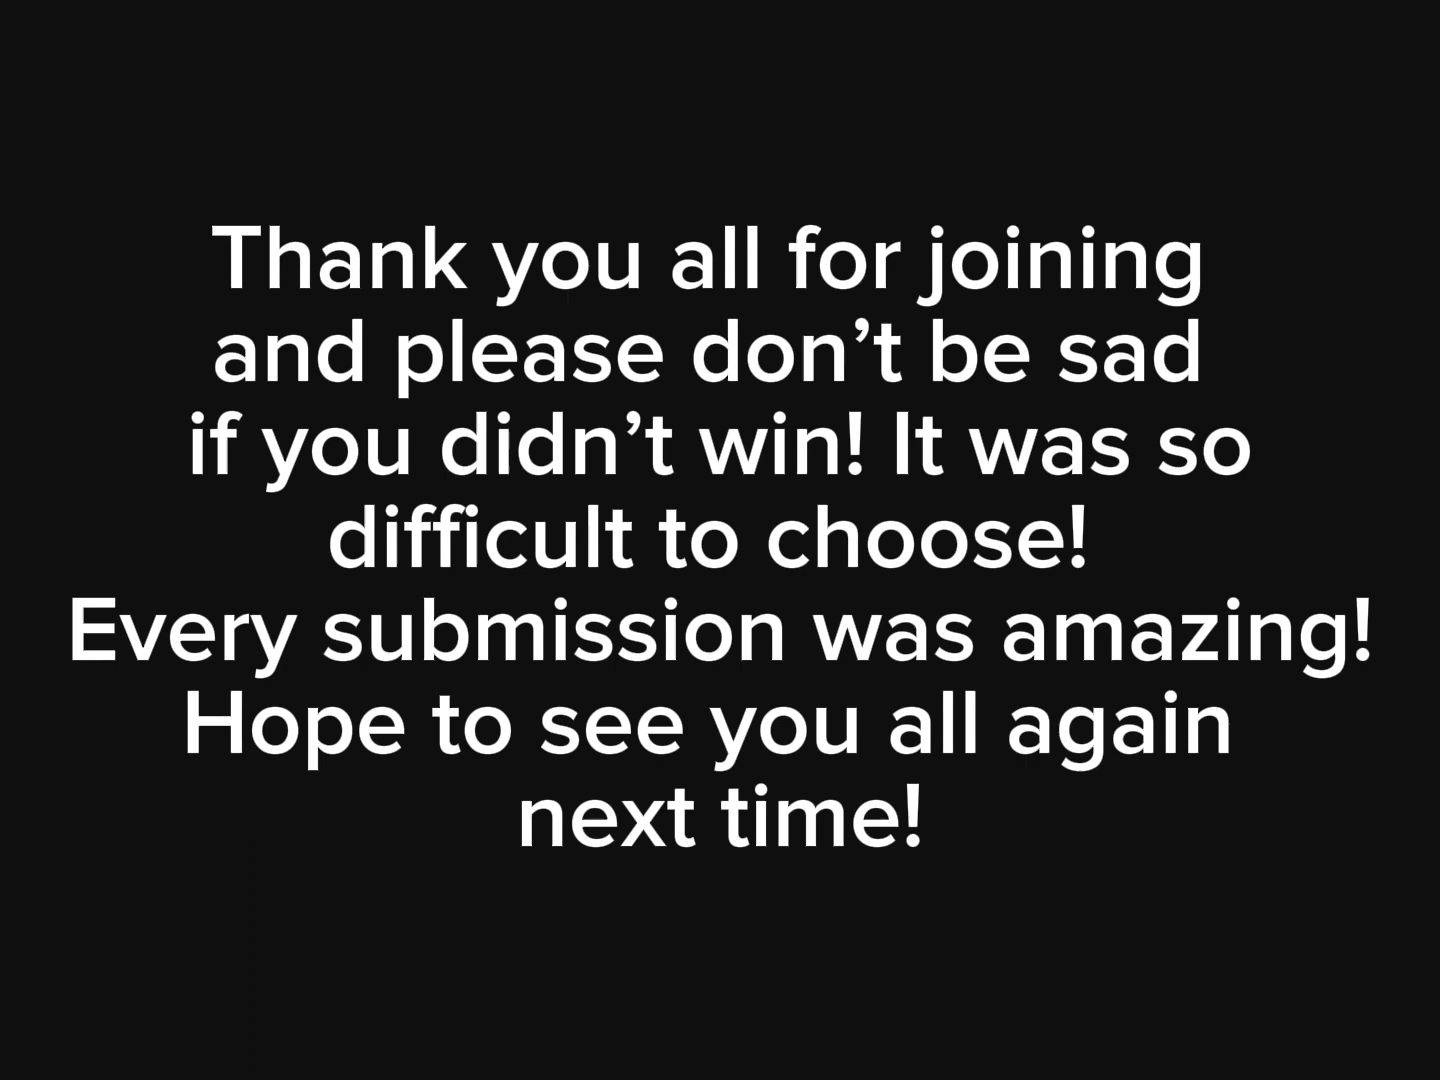 Thank you all for joining
and please don’t be sad
if you didn’t win! It was so
difficult to choose!
Every submission was amazing!
Hope to see you all again
next time!